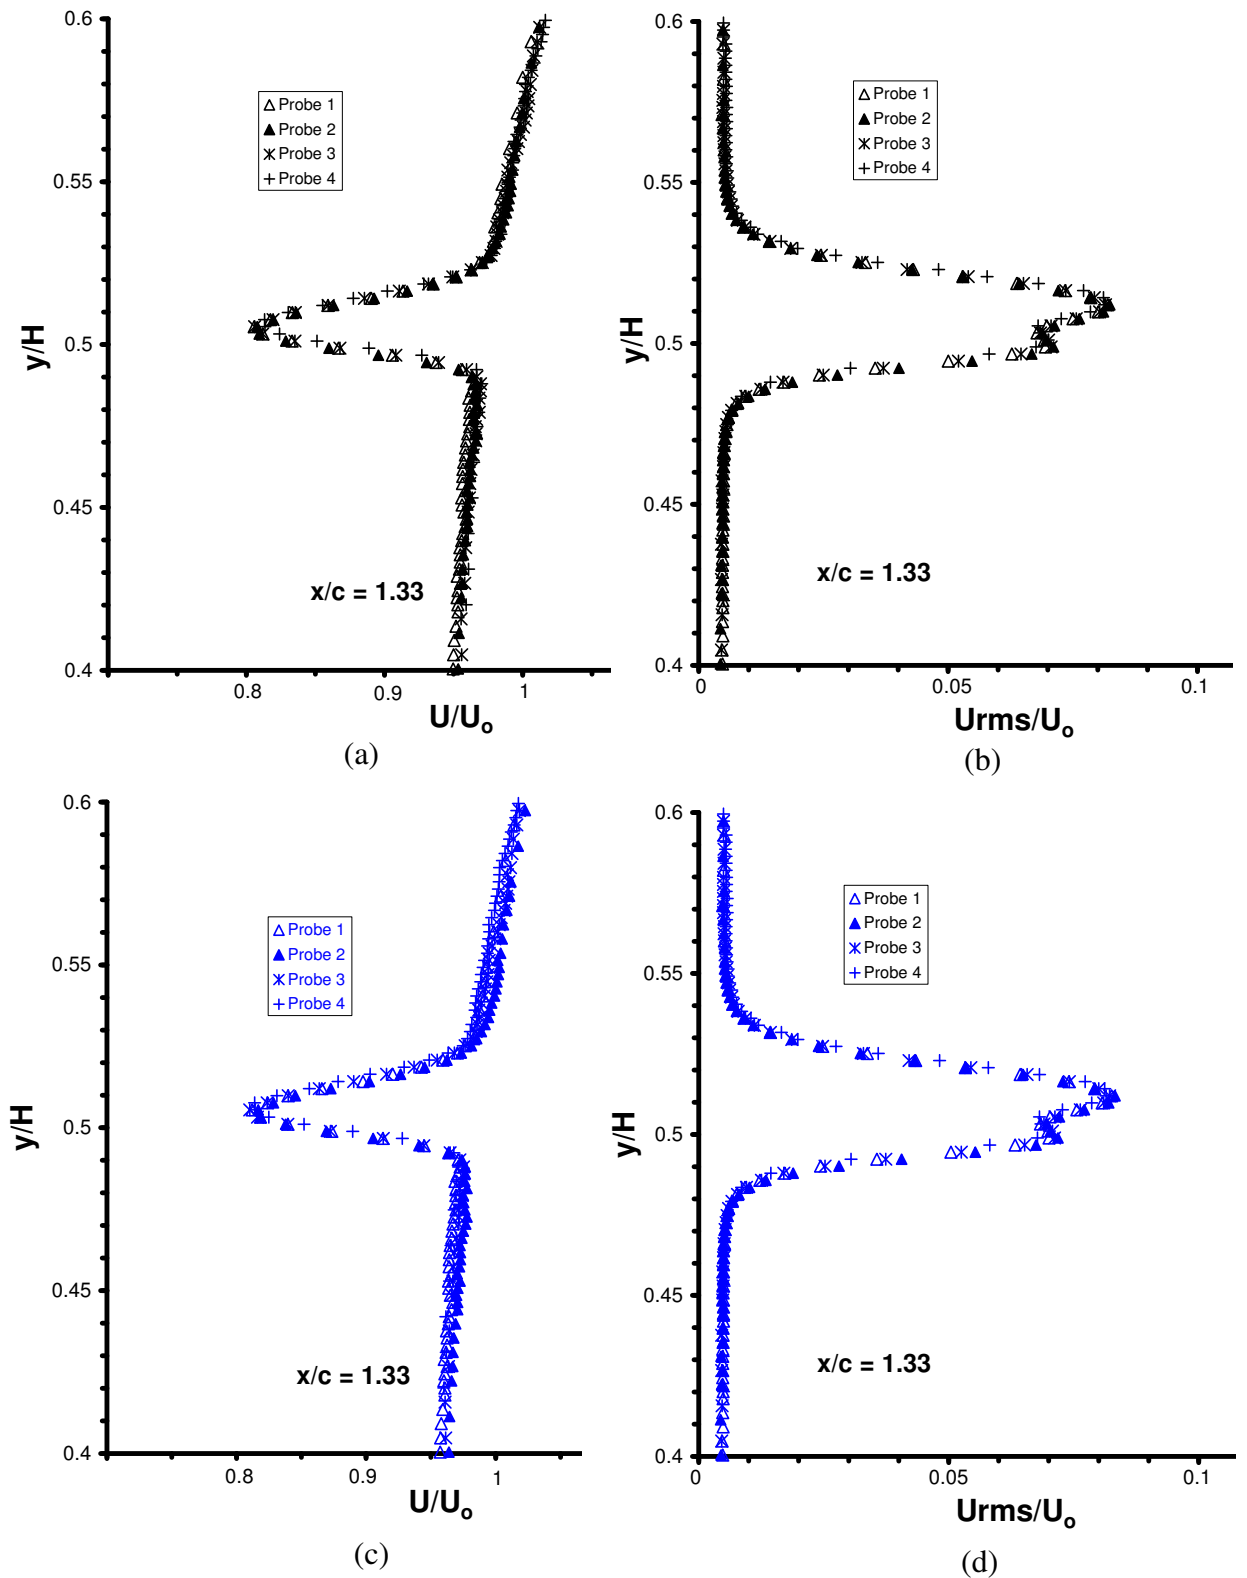 0.6
0.55
0.5
0.45
0.4
y/H
Probe 1
Probe 2
Probe 3
Probe 4
x/c = 1.33
0.8
0.9
1
U/Uo
(a)
0.6
0.55
0.5
0.45
0.4
y/H
Probe 1
Probe 2
Probe 3
Probe 4
x/c = 1.33
0
0.05
0.1
Urms/Uo
(b)
0.6
0.55
0.5
0.45
0.4
y/H
Probe 1
Probe 2
Probe 3
Probe 4
x/c = 1.33
0.8
0.9
1
U/Uo
(c)
0.6
0.55
0.5
0.45
0.4
y/H
Probe 1
Probe 2
Probe 3
Probe 4
x/c = 1.33
0
0.05
0.1
Urms/Uo
(d)